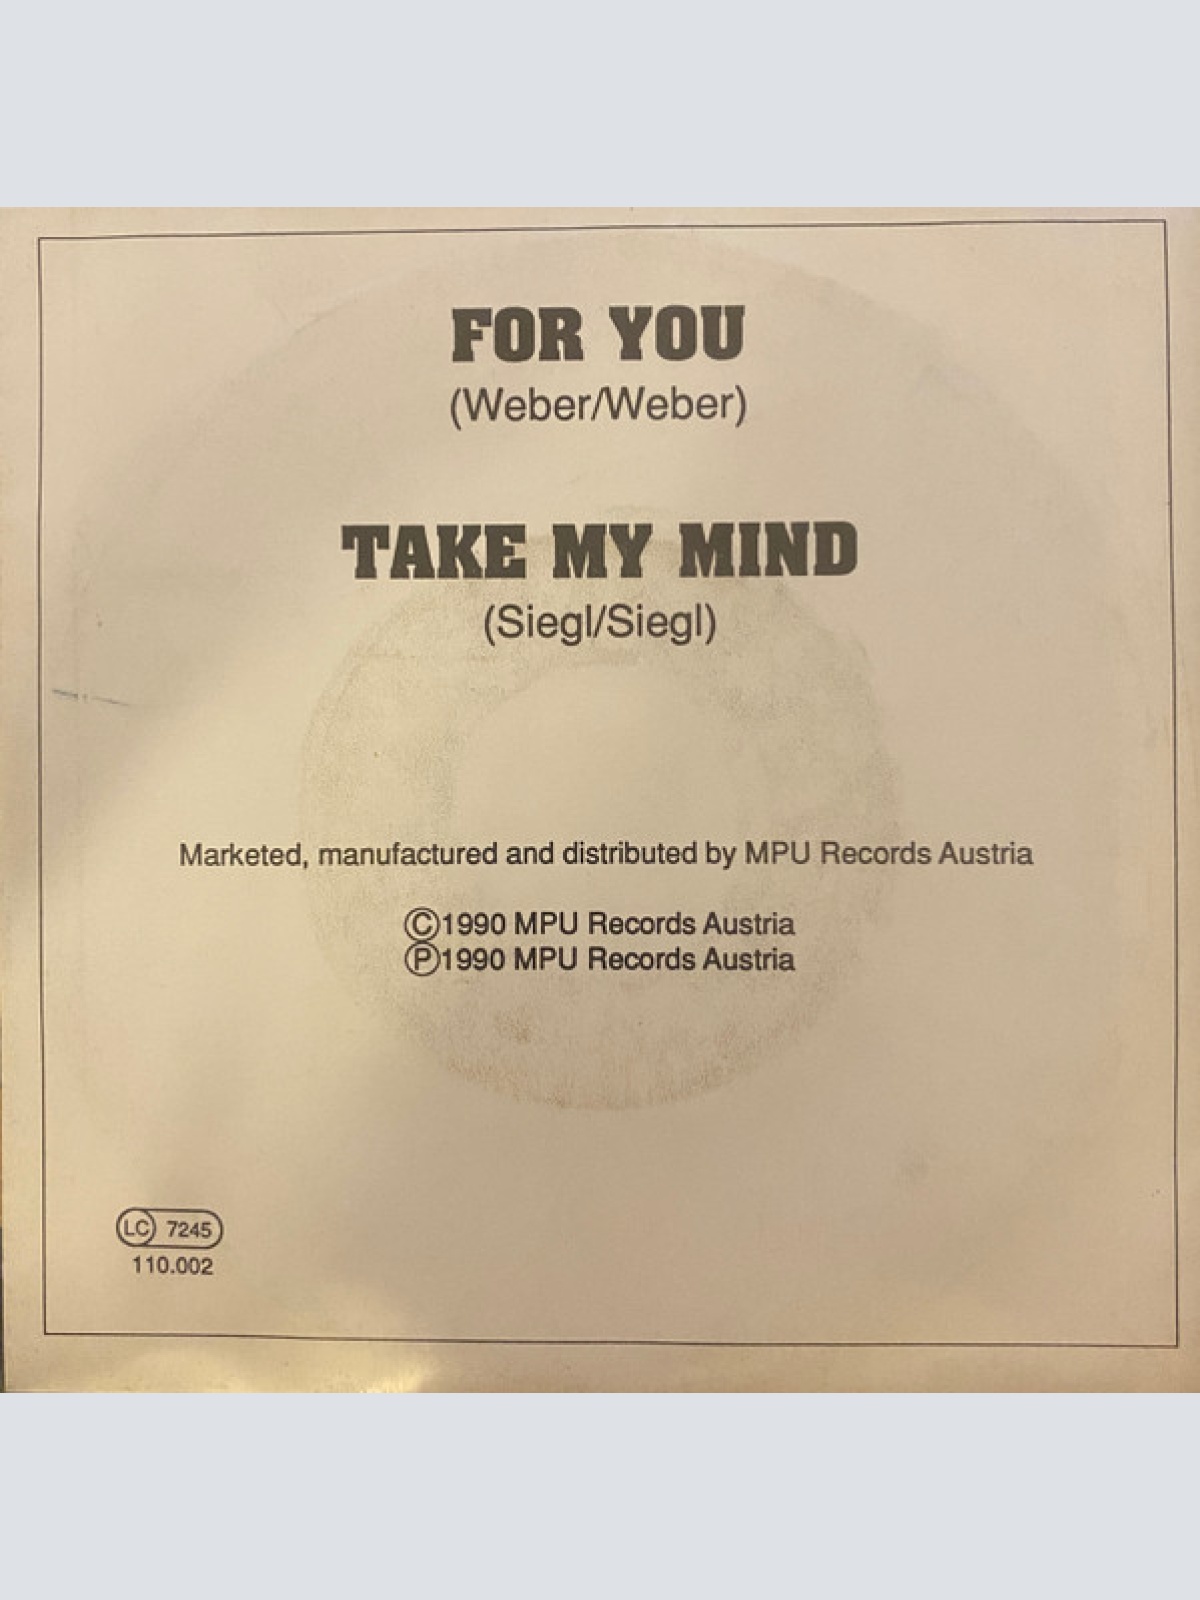 FOR YOU
(Weber/Weber)
TAKE MY MIND
(Siegl/Siegl)
Marketed, manufactured and distributed by MPU Records Austria
©1990 MPU Records Austria
℗1990 MPU Records Austria
LC 7245
110.002